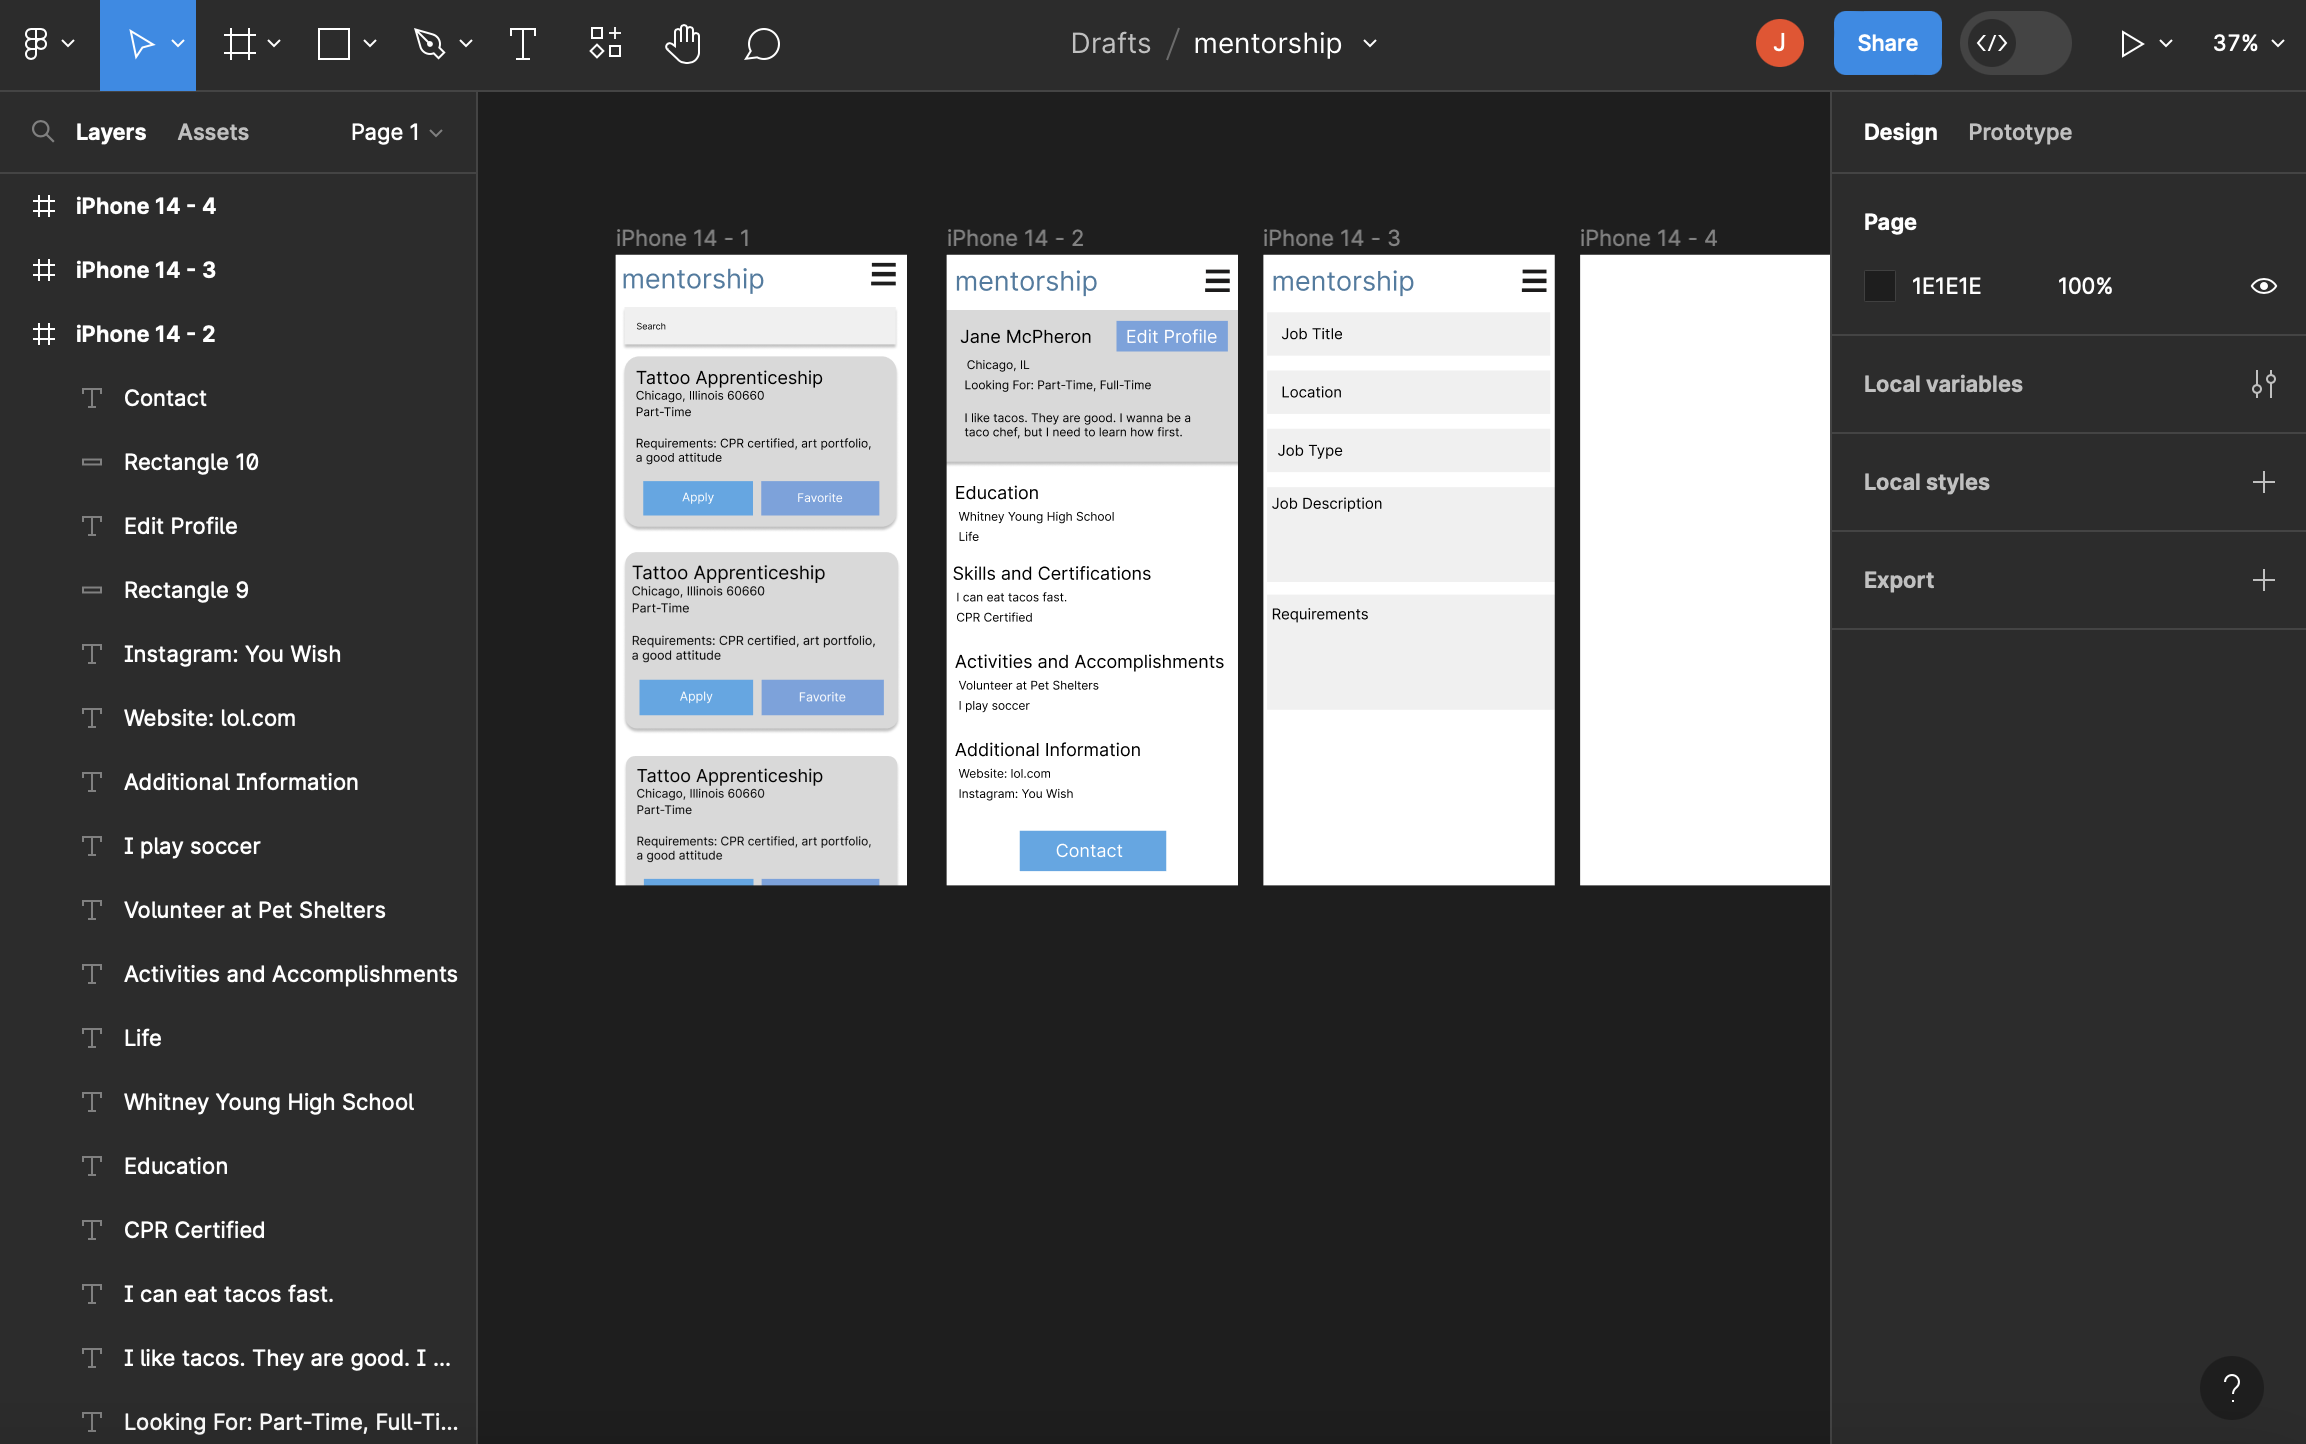 Drafts / mentorship
J
Share
</>
37%
Layers
Assets
Page 1
iPhone 14 - 4
iPhone 14 - 3
iPhone 14 - 2
Contact
Rectangle 10
Edit Profile
Rectangle 9
Instagram: You Wish
Website: lol.com
Additional Information
I play soccer
Volunteer at Pet Shelters
Activities and Accomplishments
Life
Whitney Young High School
Education
CPR Certified
I can eat tacos fast.
I like tacos. They are good. I ...
Looking For: Part-Time, Full-Ti...
iPhone 14 - 1
mentorship
Search
Tattoo Apprenticeship
Chicago, Illinois 60660
Part-Time
Requirements: CPR certified, art portfolio,
a good attitude
Apply
Favorite
Tattoo Apprenticeship
Chicago, Illinois 60660
Part-Time
Requirements: CPR certified, art portfolio,
a good attitude
Apply
Favorite
Tattoo Apprenticeship
Chicago, Illinois 60660
Part-Time
Requirements: CPR certified, art portfolio,
a good attitude
iPhone 14 - 2
mentorship
Jane McPheron
Edit Profile
Chicago, IL
Looking For: Part-Time, Full-Time
I like tacos. They are good. I wanna be a
taco chef, but I need to learn how first.
Education
Whitney Young High School
Life
Skills and Certifications
I can eat tacos fast.
CPR Certified
Activities and Accomplishments
Volunteer at Pet Shelters
I play soccer
Additional Information
Website: lol.com
Instagram: You Wish
Contact
iPhone 14 - 3
mentorship
Job Title
Location
Job Type
Job Description
Requirements
iPhone 14 - 4
Design
Prototype
Page
1E1E1E
100%
Local variables
Local styles
Export
?